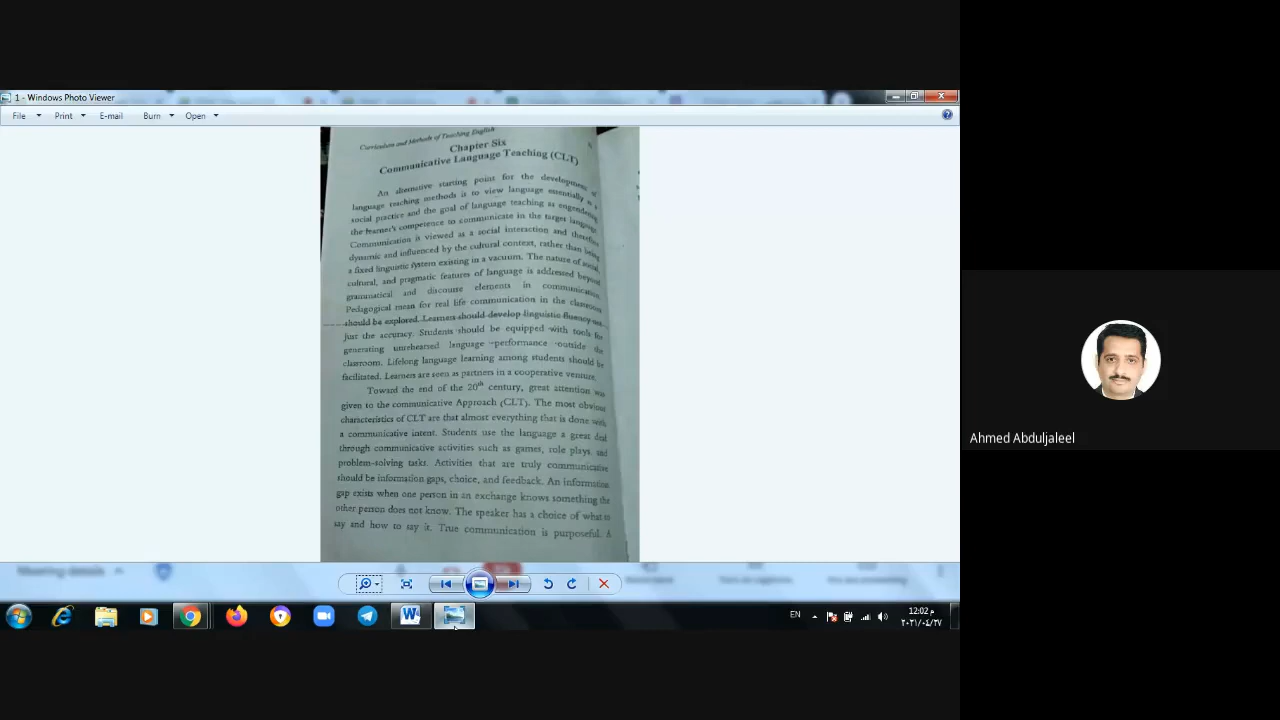 1 - Windows Photo Viewer
File Print E-mail Burn Open
Curriculum and Methods of Teaching English
Chapter Six
Communicative Language Teaching (CLT)
An alternative starting point for the development of
language teaching methods is to view language essentially as a
social practice and the goal of language teaching as engendering
the learner's competence to communicate in the target language.
Communication is viewed as a social interaction and therefore
dynamic and influenced by the cultural context, rather than being
a fixed linguistic system existing in a vacuum. The nature of social,
cultural, and pragmatic features of language is addressed beyond
grammatical and discourse elements in communication.
Pedagogical mean for real life communication in the classroom
should be explored. Learners should develop linguistic fluency not
just the accuracy. Students should be equipped with tools for
generating unrehearsed language performance outside the
classroom. Lifelong language learning among students should be
facilitated. Learners are seen as partners in a cooperative venture.
Toward the end of the 20th century, great attention was
given to the communicative Approach (CLT). The most obvious
characteristics of CLT are that almost everything that is done with
a communicative intent. Students use the language a great deal
through communicative activities such as games, role plays, and
problem-solving tasks. Activities that are truly communicative
should be information gaps, choice, and feedback. An information
gap exists when one person in an exchange knows something the
other person does not know. The speaker has a choice of what to
say and how to say it. True communication is purposeful. A
Meeting details
EN
12:02 م
٢٠٢١/٠٤/٢٧
Ahmed Abduljaleel